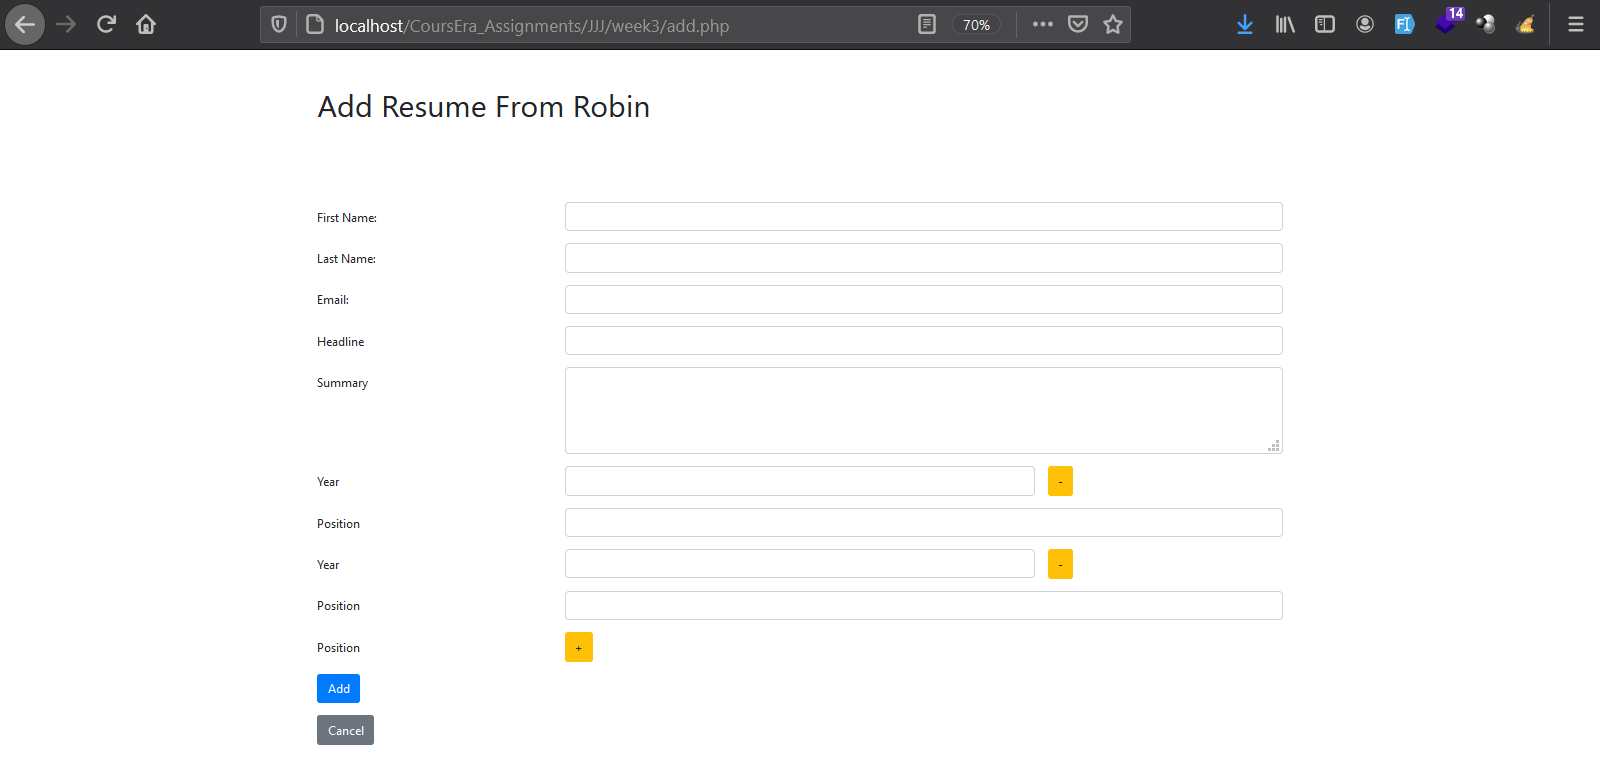 localhost/CoursEra_Assignments/JJJ/week3/add.php 70% 14
Add Resume From Robin
First Name:
Last Name:
Email:
Headline
Summary
Year -
Position
Year -
Position
Position +
Add
Cancel